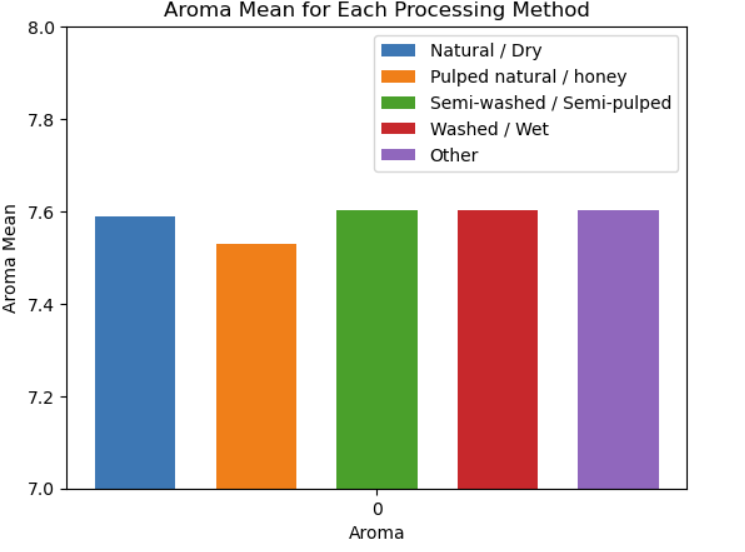 Aroma Mean for Each Processing Method
8.0
7.8
7.6
7.4
7.2
7.0
Aroma Mean
Natural / Dry
Pulped natural / honey
Semi-washed / Semi-pulped
Washed / Wet
Other
0
Aroma